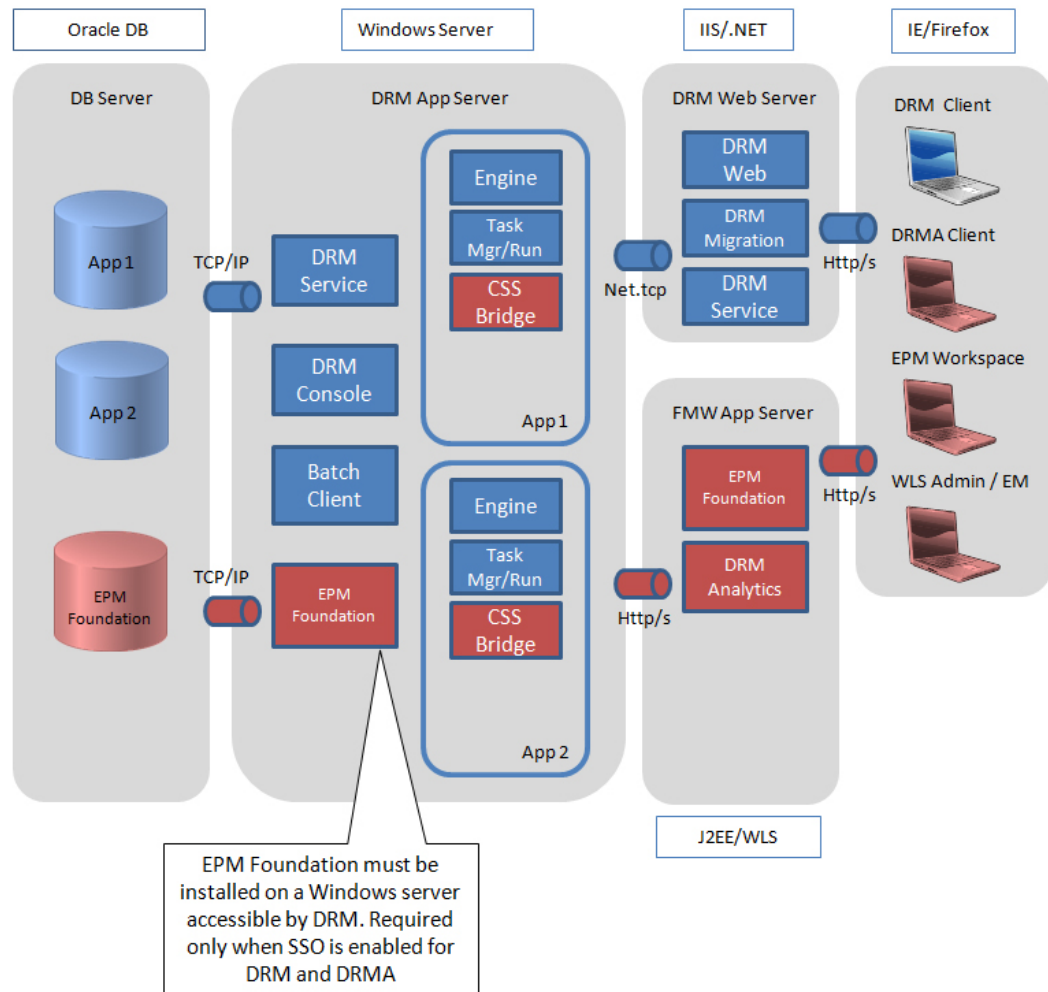 Oracle DB
Windows Server
IIS/.NET
IE/Firefox
DB Server
App 1
App 2
EPM
Foundation
TCP/IP
TCP/IP
DRM App Server
DRM
Service
DRM
Console
Batch
Client
EPM
Foundation
Engine
Task
Mgr/Run
CSS
Bridge
App 1
Engine
Task
Mgr/Run
CSS
Bridge
App 2
Net.tcp
Http/s
DRM Web Server
DRM
Web
DRM
Migration
DRM
Service
FMW App Server
EPM
Foundation
DRM
Analytics
J2EE/WLS
Http/s
Http/s
DRM Client
DRMA Client
EPM Workspace
WLS Admin / EM
EPM Foundation must be
installed on a Windows server
accessible by DRM. Required
only when SSO is enabled for
DRM and DRMA